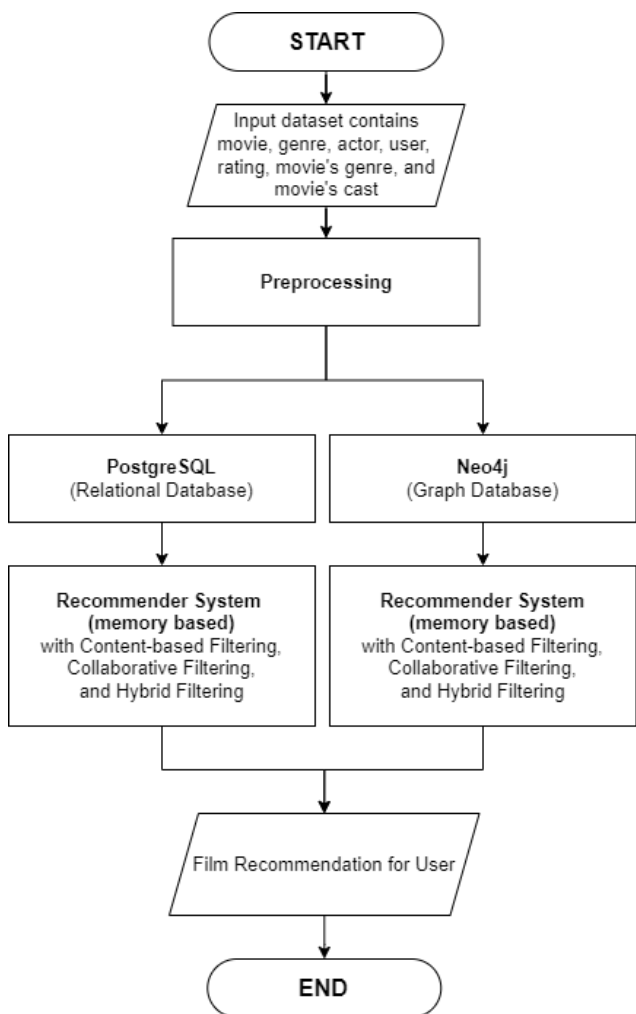 START
Input dataset contains
movie, genre, actor, user,
rating, movie's genre, and
movie's cast
Preprocessing
PostgreSQL
(Relational Database)
Neo4j
(Graph Database)
Recommender System
(memory based)
with Content-based Filtering,
Collaborative Filtering,
and Hybrid Filtering
Recommender System
(memory based)
with Content-based Filtering,
Collaborative Filtering,
and Hybrid Filtering
Film Recommendation for User
END